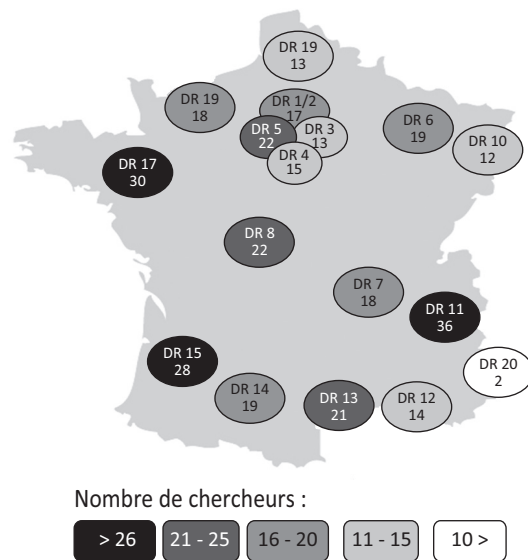 DR 19
13
DR 19
18
DR 1/2
17
DR 5
22
DR 3
13
DR 4
15
DR 6
19
DR 10
12
DR 17
30
DR 8
22
DR 7
18
DR 11
36
DR 15
28
DR 20
2
DR 14
19
DR 13
21
DR 12
14
Nombre de chercheurs :
> 26
21 - 25
16 - 20
11 - 15
10 >